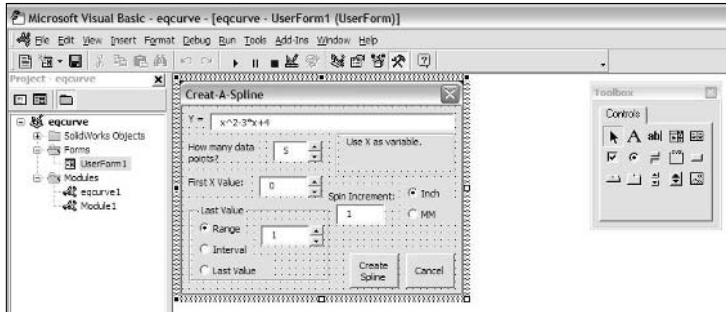 Microsoft Visual Basic - eqcurve - [eqcurve - UserForm1 (UserForm)]
File Edit View Insert Format Debug Run Tools Add-Ins Window Help
Project - eqcurve
eqcurve
SolidWorks Objects
Forms
UserForm1
Modules
eqcurve1
Module1
Creat-A-Spline
Y = x^2-3*x+4
How many data points? 5
Use X as variable.
First X Value: 0
Spin Increment: 1
Inch
MM
Last Value
Range 1
Interval
Last Value
Create Spline
Cancel
Toolbox
Controls
A abl